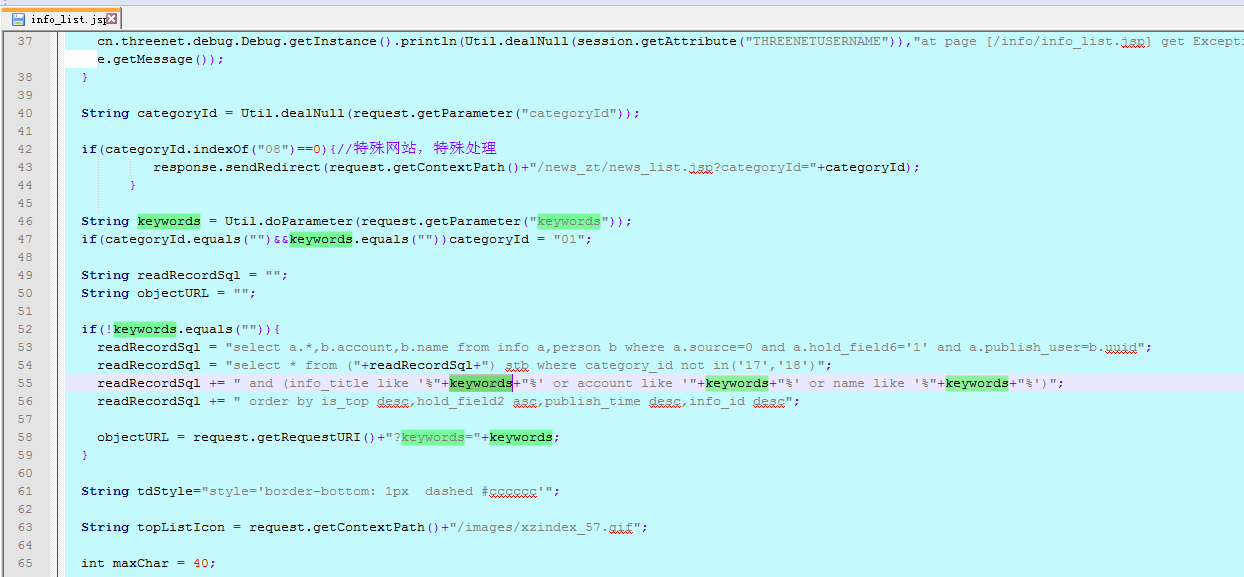 info_list.jsp
37 cn.threenet.debug.Debug.getInstance().println(Util.dealNull(session.getAttribute("THREENETUSERNAME")),"at page [/info/info_list.jsp] get Excepti
e.getMessage());
38 }
39
40 String categoryId = Util.dealNull(request.getParameter("categoryId"));
41
42 if(categoryId.indexOf("08")==0){//特殊网站，特殊处理
43 response.sendRedirect(request.getContextPath()+"/news_zt/news_list.jsp?categoryId="+categoryId);
44 }
45
46 String keywords = Util.doParameter(request.getParameter("keywords"));
47 if(categoryId.equals("")&&keywords.equals(""))categoryId = "01";
48
49 String readRecordSql = "";
50 String objectURL = "";
51
52 if(!keywords.equals("")){
53 readRecordSql = "select a.*,b.account,b.name from info a,person b where a.source=0 and a.hold_field6='1' and a.publish_user=b.uuid";
54 readRecordSql = "select * from ("+readRecordSql+") stb where category_id not in('17','18')";
55 readRecordSql += " and (info_title like '%"+keywords+"%' or account like '"+keywords+"%' or name like '%"+keywords+"%')";
56 readRecordSql += " order by is_top desc,hold_field2 asc,publish_time desc,info_id desc";
57
58 objectURL = request.getRequestURI()+"?keywords="+keywords;
59 }
60
61 String tdStyle="style='border-bottom: 1px  dashed #cccccc'";
62
63 String topListIcon = request.getContextPath()+"/images/xzindex_57.gif";
64
65 int maxChar = 40;